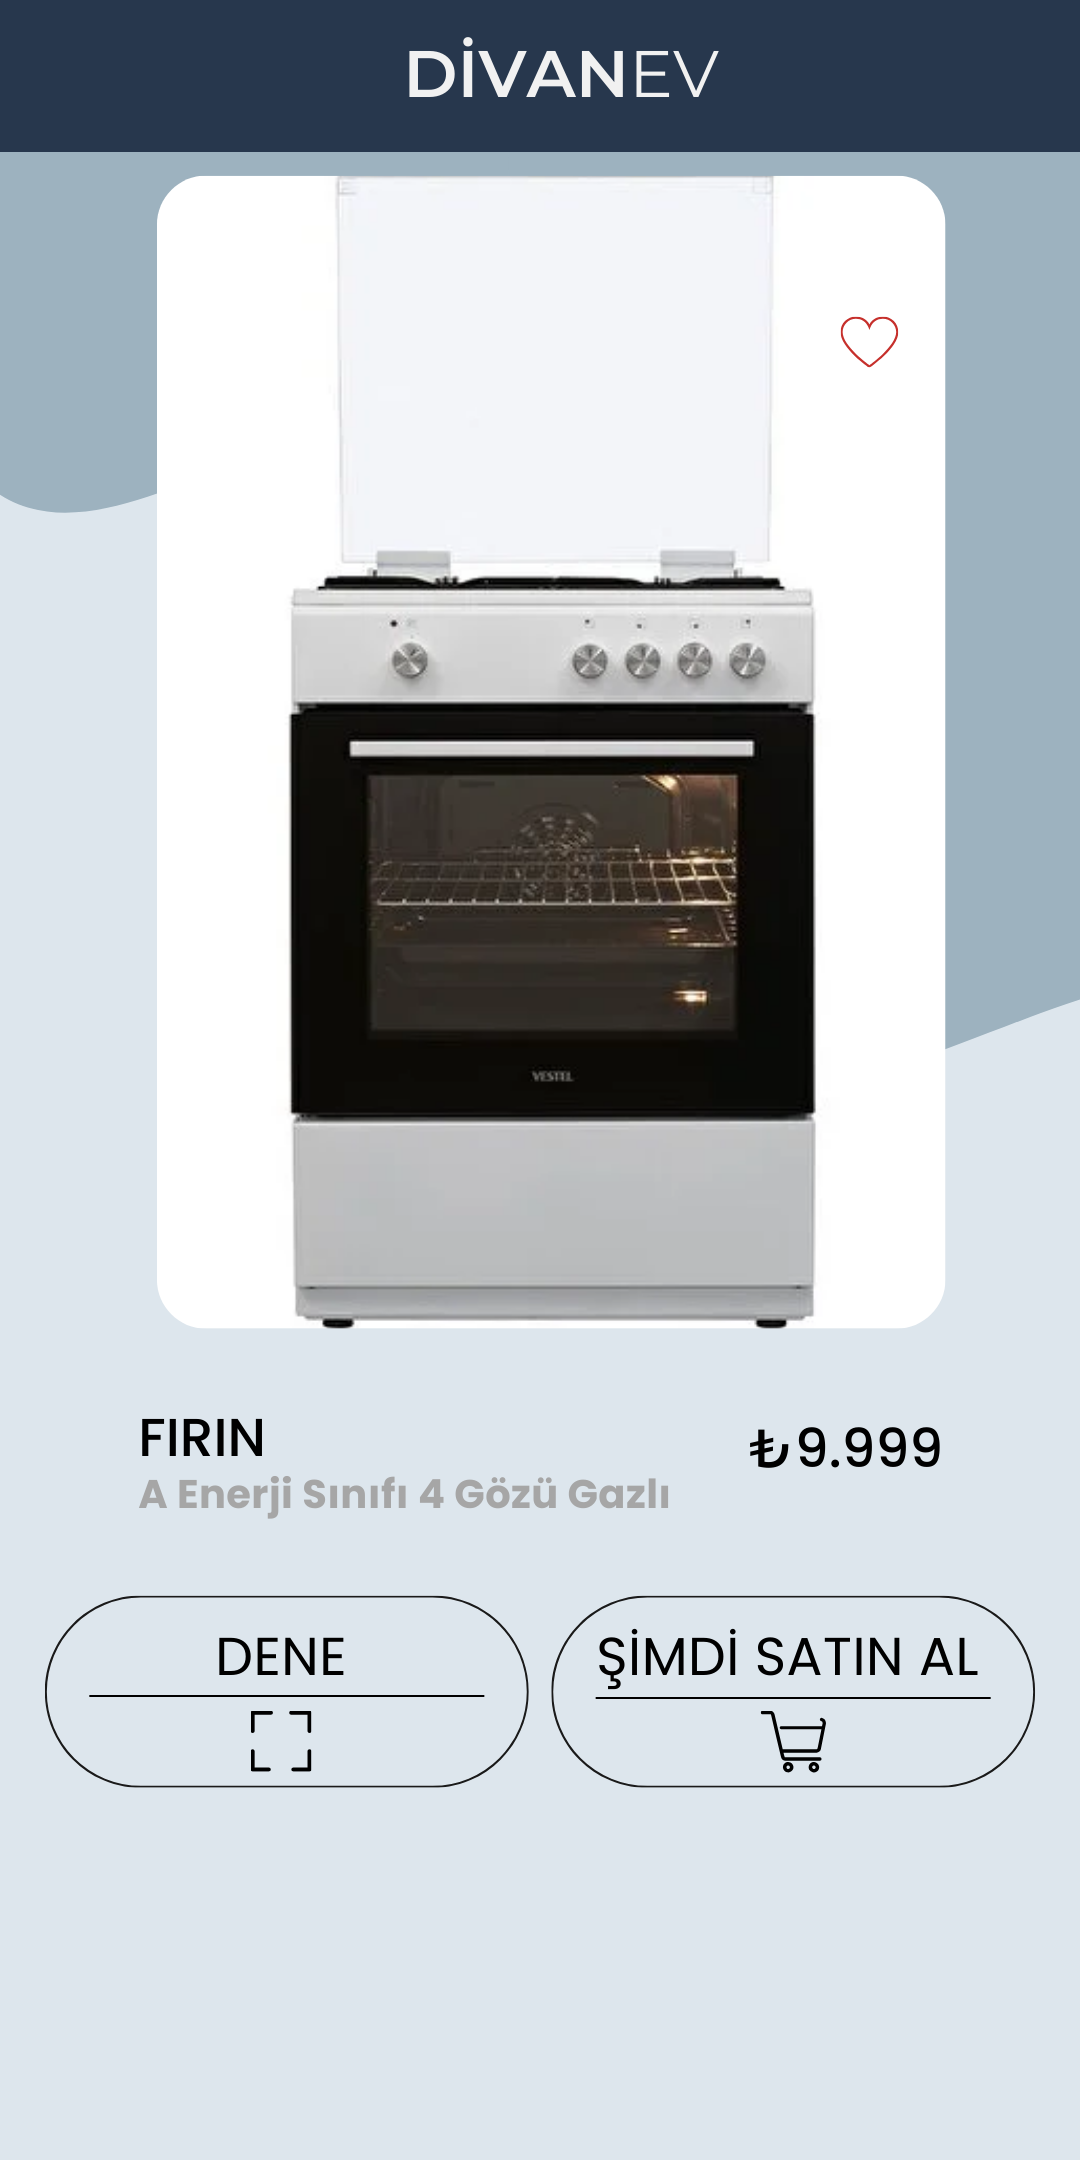 DİVANEV
VESTEL
FIRIN
₺9.999
A Enerji Sınıfı 4 Gözü Gazlı
DENE
ŞİMDİ SATIN AL